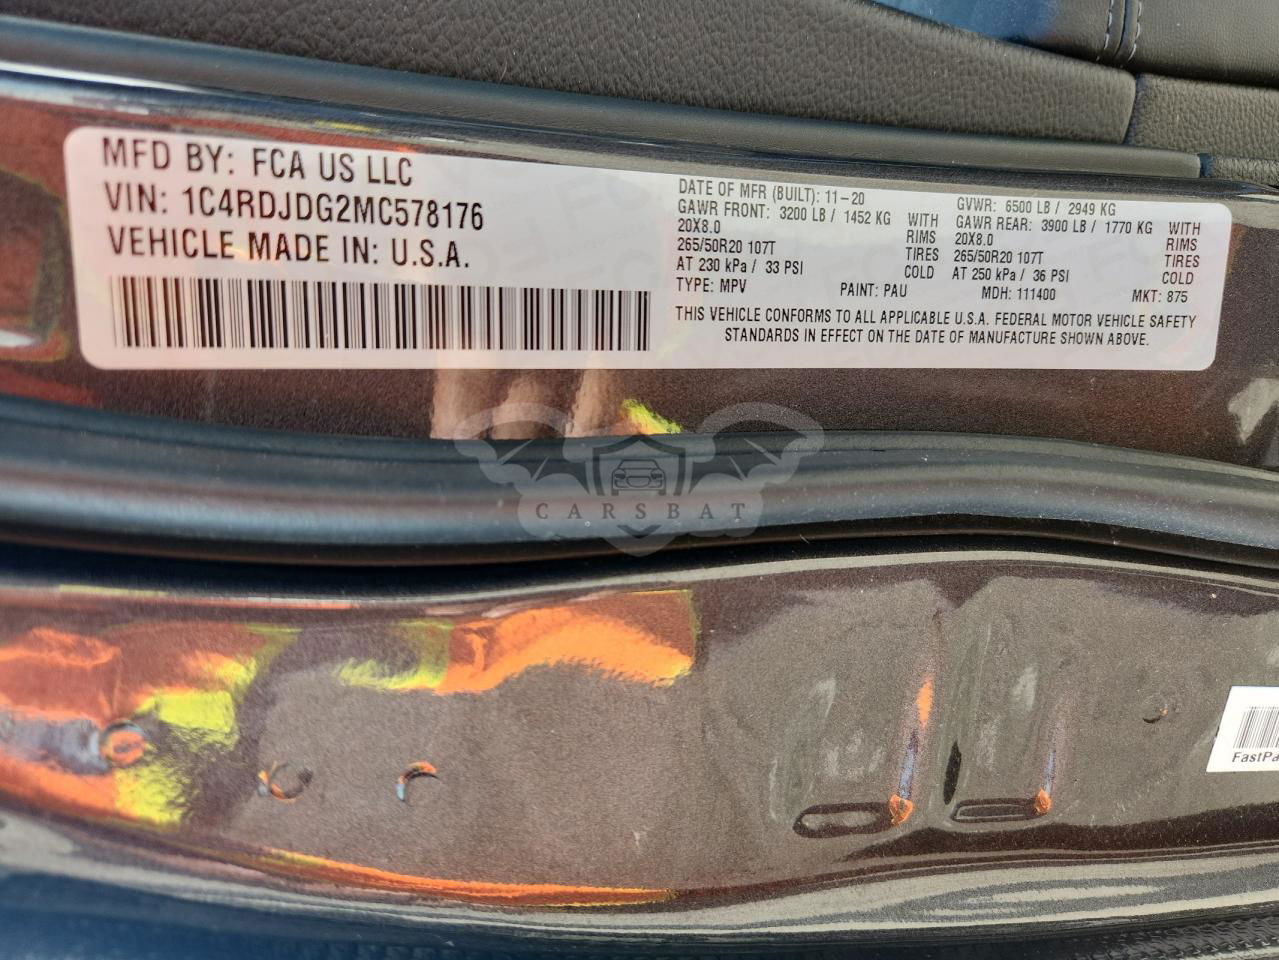 MFD BY: FCA US LLC
VIN: 1C4RDJDG2MC578176
VEHICLE MADE IN: U.S.A.
DATE OF MFR (BUILT): 11-20 GVWR: 6500 LB / 2949 KG
GAWR FRONT: 3200 LB / 1452 KG WITH GAWR REAR: 3900 LB / 1770 KG WITH
20X8.0 RIMS 20X8.0 RIMS
265/50R20 107T TIRES 265/50R20 107T TIRES
AT 230 kPa / 33 PSI COLD AT 250 kPa / 36 PSI COLD
TYPE: MPV PAINT: PAU MDH: 111400 MKT: 875
THIS VEHICLE CONFORMS TO ALL APPLICABLE U.S.A. FEDERAL MOTOR VEHICLE SAFETY
STANDARDS IN EFFECT ON THE DATE OF MANUFACTURE SHOWN ABOVE.
CARSBAT